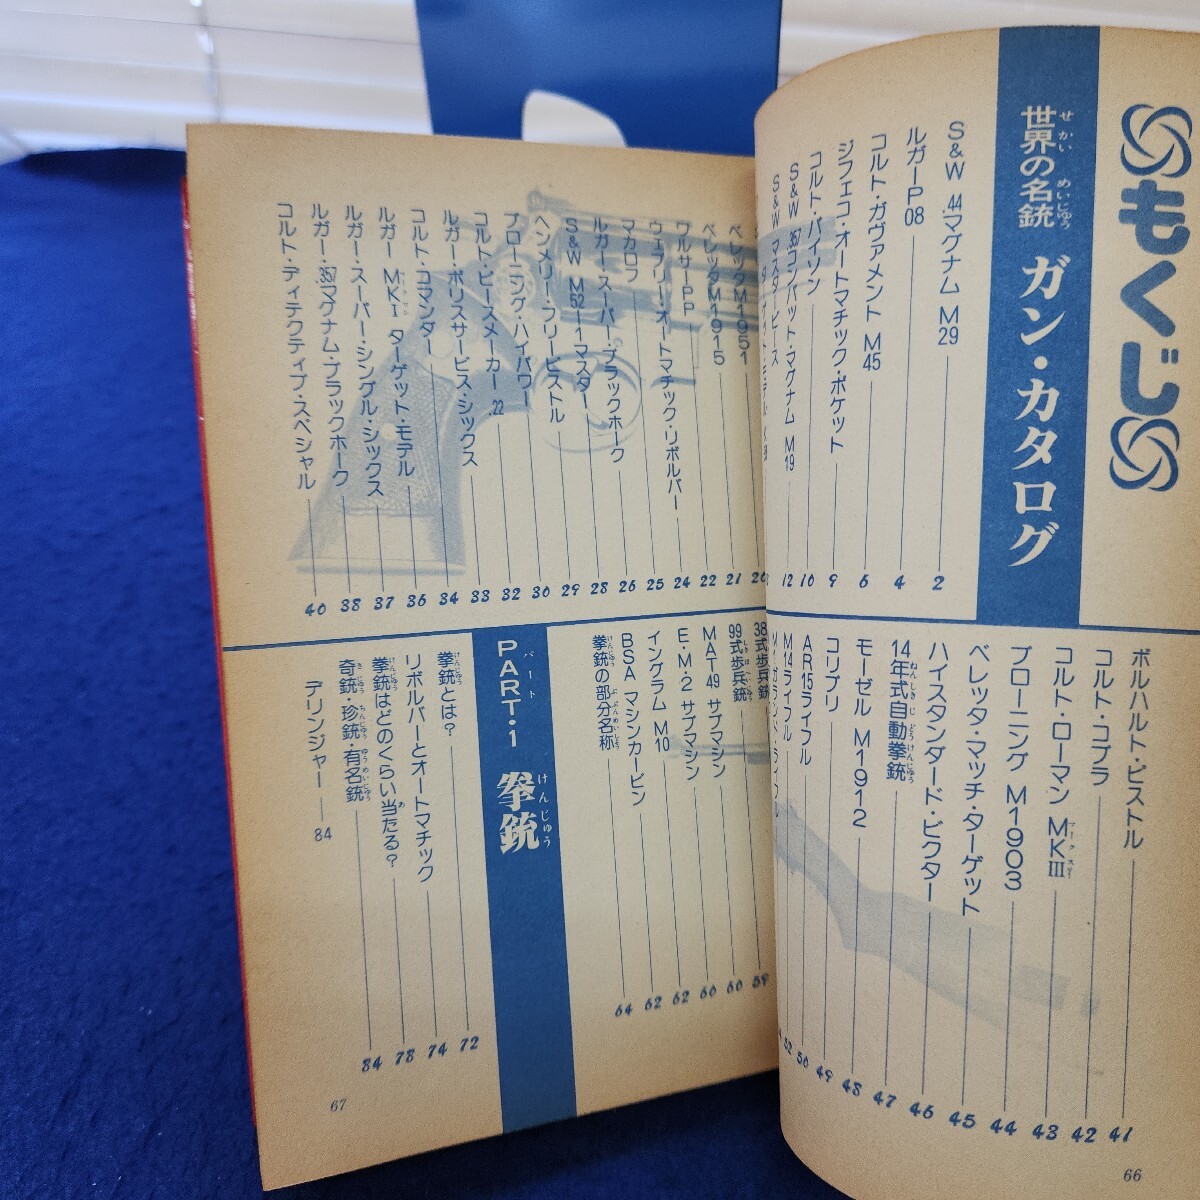 もくじ
世界の名銃 ガン・カタログ
せかい めいじゅう
S&W .44マグナム M29 2
ルガーP08 4
コルト・ガヴァメント M45 6
ジフェコ・オートマチック・ポケット 9
コルト・パイソン 10
S&W .357コンバット・マグナム M19 12
S&W マスターピース
ボルハルト・ピストル 41
コルト・コブラ 42
コルト・ローマン MKⅢ 43
ブローニング M1903 44
ベレッタ・マッチ・ターゲット 45
ハイスタンダード・ビクター 46
14年式自動拳銃 47
モーゼル M1912 48
コリブリ 49
AR15ライフル 50
M14ライフル 52
66
ベレッタM1951 21
ベレッタM1915 22
ワルサーPP 24
ウェブリー・オートマチック・リボルバー 25
マカロフ 26
ルガー・スーパー・ブラックホーク 28
S&W M52-1マスター 29
ヘンメリー・フリーピストル 30
ブローニング・ハイパワー 32
コルト・ピースメーカー .22 33
ルガー・ポリスサービス・シックス 34
コルト・コマンダー 36
ルガー MKⅠ ターゲット・モデル 37
ルガー・スーパー・シングル・シックス 38
ルガー .357マグナム・ブラックホーク
コルト・ディテクティブ・スペシャル 40
38式歩兵銃 59
99式歩兵銃 60
MAT49 サブマシン 60
E・M・2 サブマシン 62
イングラム M10 62
BSA マシンカービン
拳銃の部分名称 64
PART・1 拳銃
パート けんじゅう
拳銃とは? 72
リボルバーとオートマチック 74
拳銃はどのくらい当たる? 78
奇銃・珍銃・有名銃 84
デリンジャー 84
67